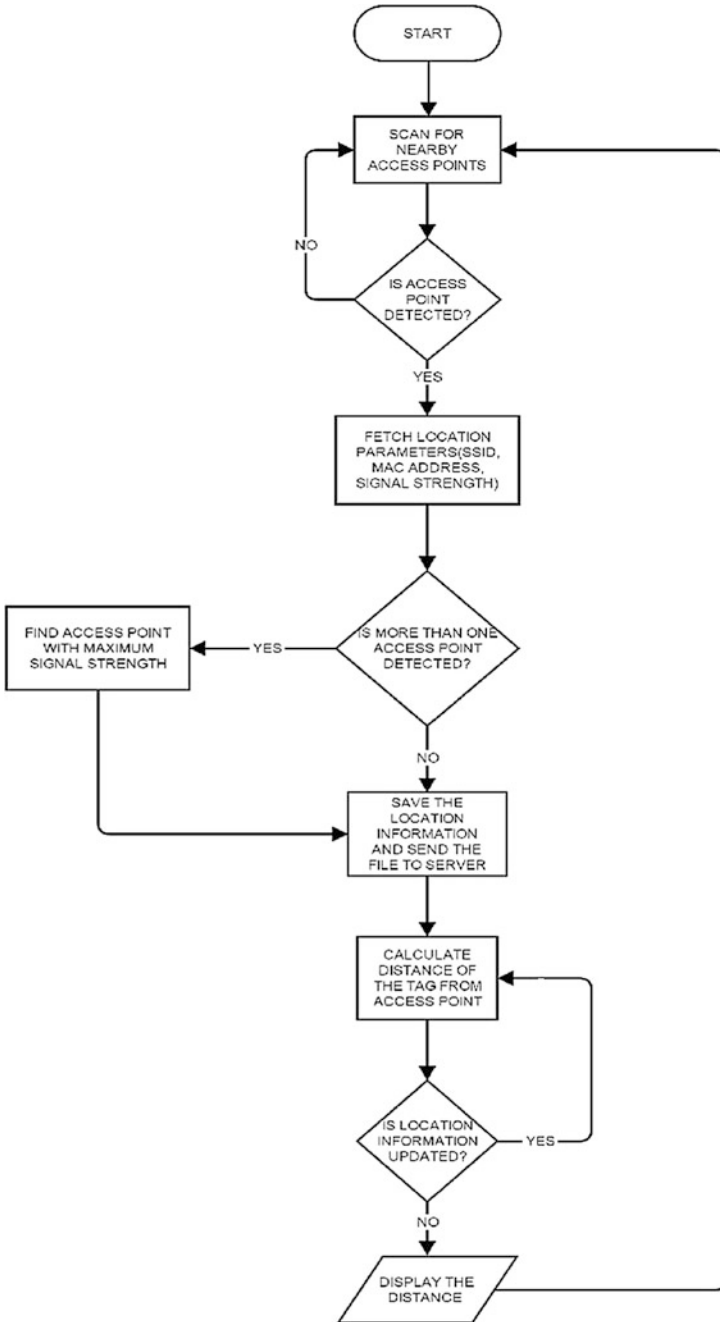 START
SCAN FOR
NEARBY
ACCESS POINTS
NO
IS ACCESS
POINT
DETECTED?
YES
FETCH LOCATION
PARAMETERS(SSID,
MAC ADDRESS,
SIGNAL STRENGTH)
IS MORE THAN ONE
ACCESS POINT
DETECTED?
YES
FIND ACCESS POINT
WITH MAXIMUM
SIGNAL STRENGTH
NO
SAVE THE
LOCATION
INFORMATION
AND SEND THE
FILE TO SERVER
CALCULATE
DISTANCE OF
THE TAG FROM
ACCESS POINT
IS LOCATION
INFORMATION
UPDATED?
YES
NO
DISPLAY THE
DISTANCE